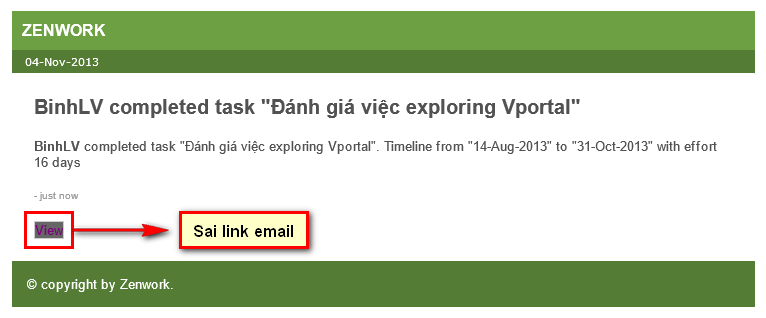 ZENWORK
04-Nov-2013
BinhLV completed task "Đánh giá việc exploring Vportal"
BinhLV completed task "Đánh giá việc exploring Vportal". Timeline from "14-Aug-2013" to "31-Oct-2013" with effort
16 days
- just now
View
Sai link email
© copyright by Zenwork.